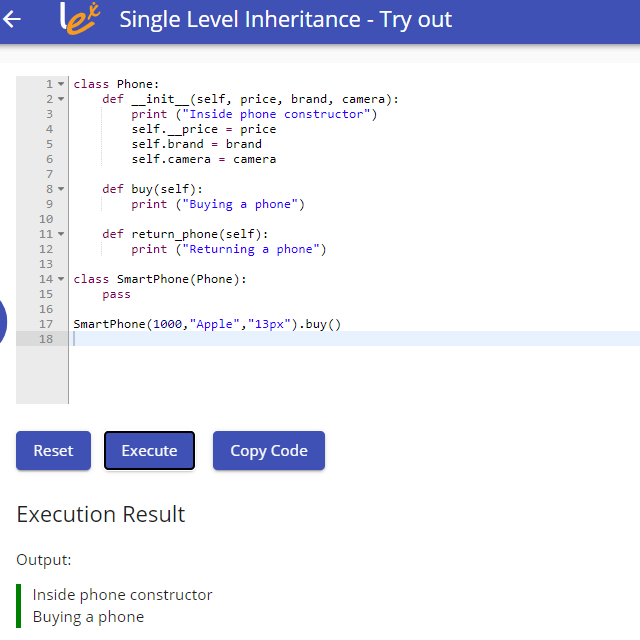 lex Single Level Inheritance - Try out
1 class Phone:
2 def __init__(self, price, brand, camera):
3 print ("Inside phone constructor")
4 self.__price = price
5 self.brand = brand
6 self.camera = camera
7
8 def buy(self):
9 print ("Buying a phone")
10
11 def return_phone(self):
12 print ("Returning a phone")
13
14 class SmartPhone(Phone):
15 pass
16
17 SmartPhone(1000,"Apple","13px").buy()
18
Reset Execute Copy Code
Execution Result
Output:
Inside phone constructor
Buying a phone